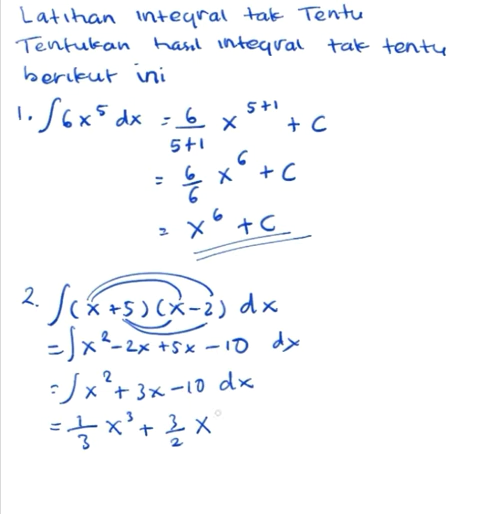 Latihan Integral tak Tentu
Tentukan hasil integral tak tentu
berikut ini
1. ∫6x⁵ dx = 6/(5+1) x⁵⁺¹ + C
= 6/6 x⁶ + C
= x⁶ + C
2. ∫(x+5)(x-2) dx
= ∫x²-2x+5x-10 dx
= ∫x²+3x-10 dx
= 1/3 x³ + 3/2 x